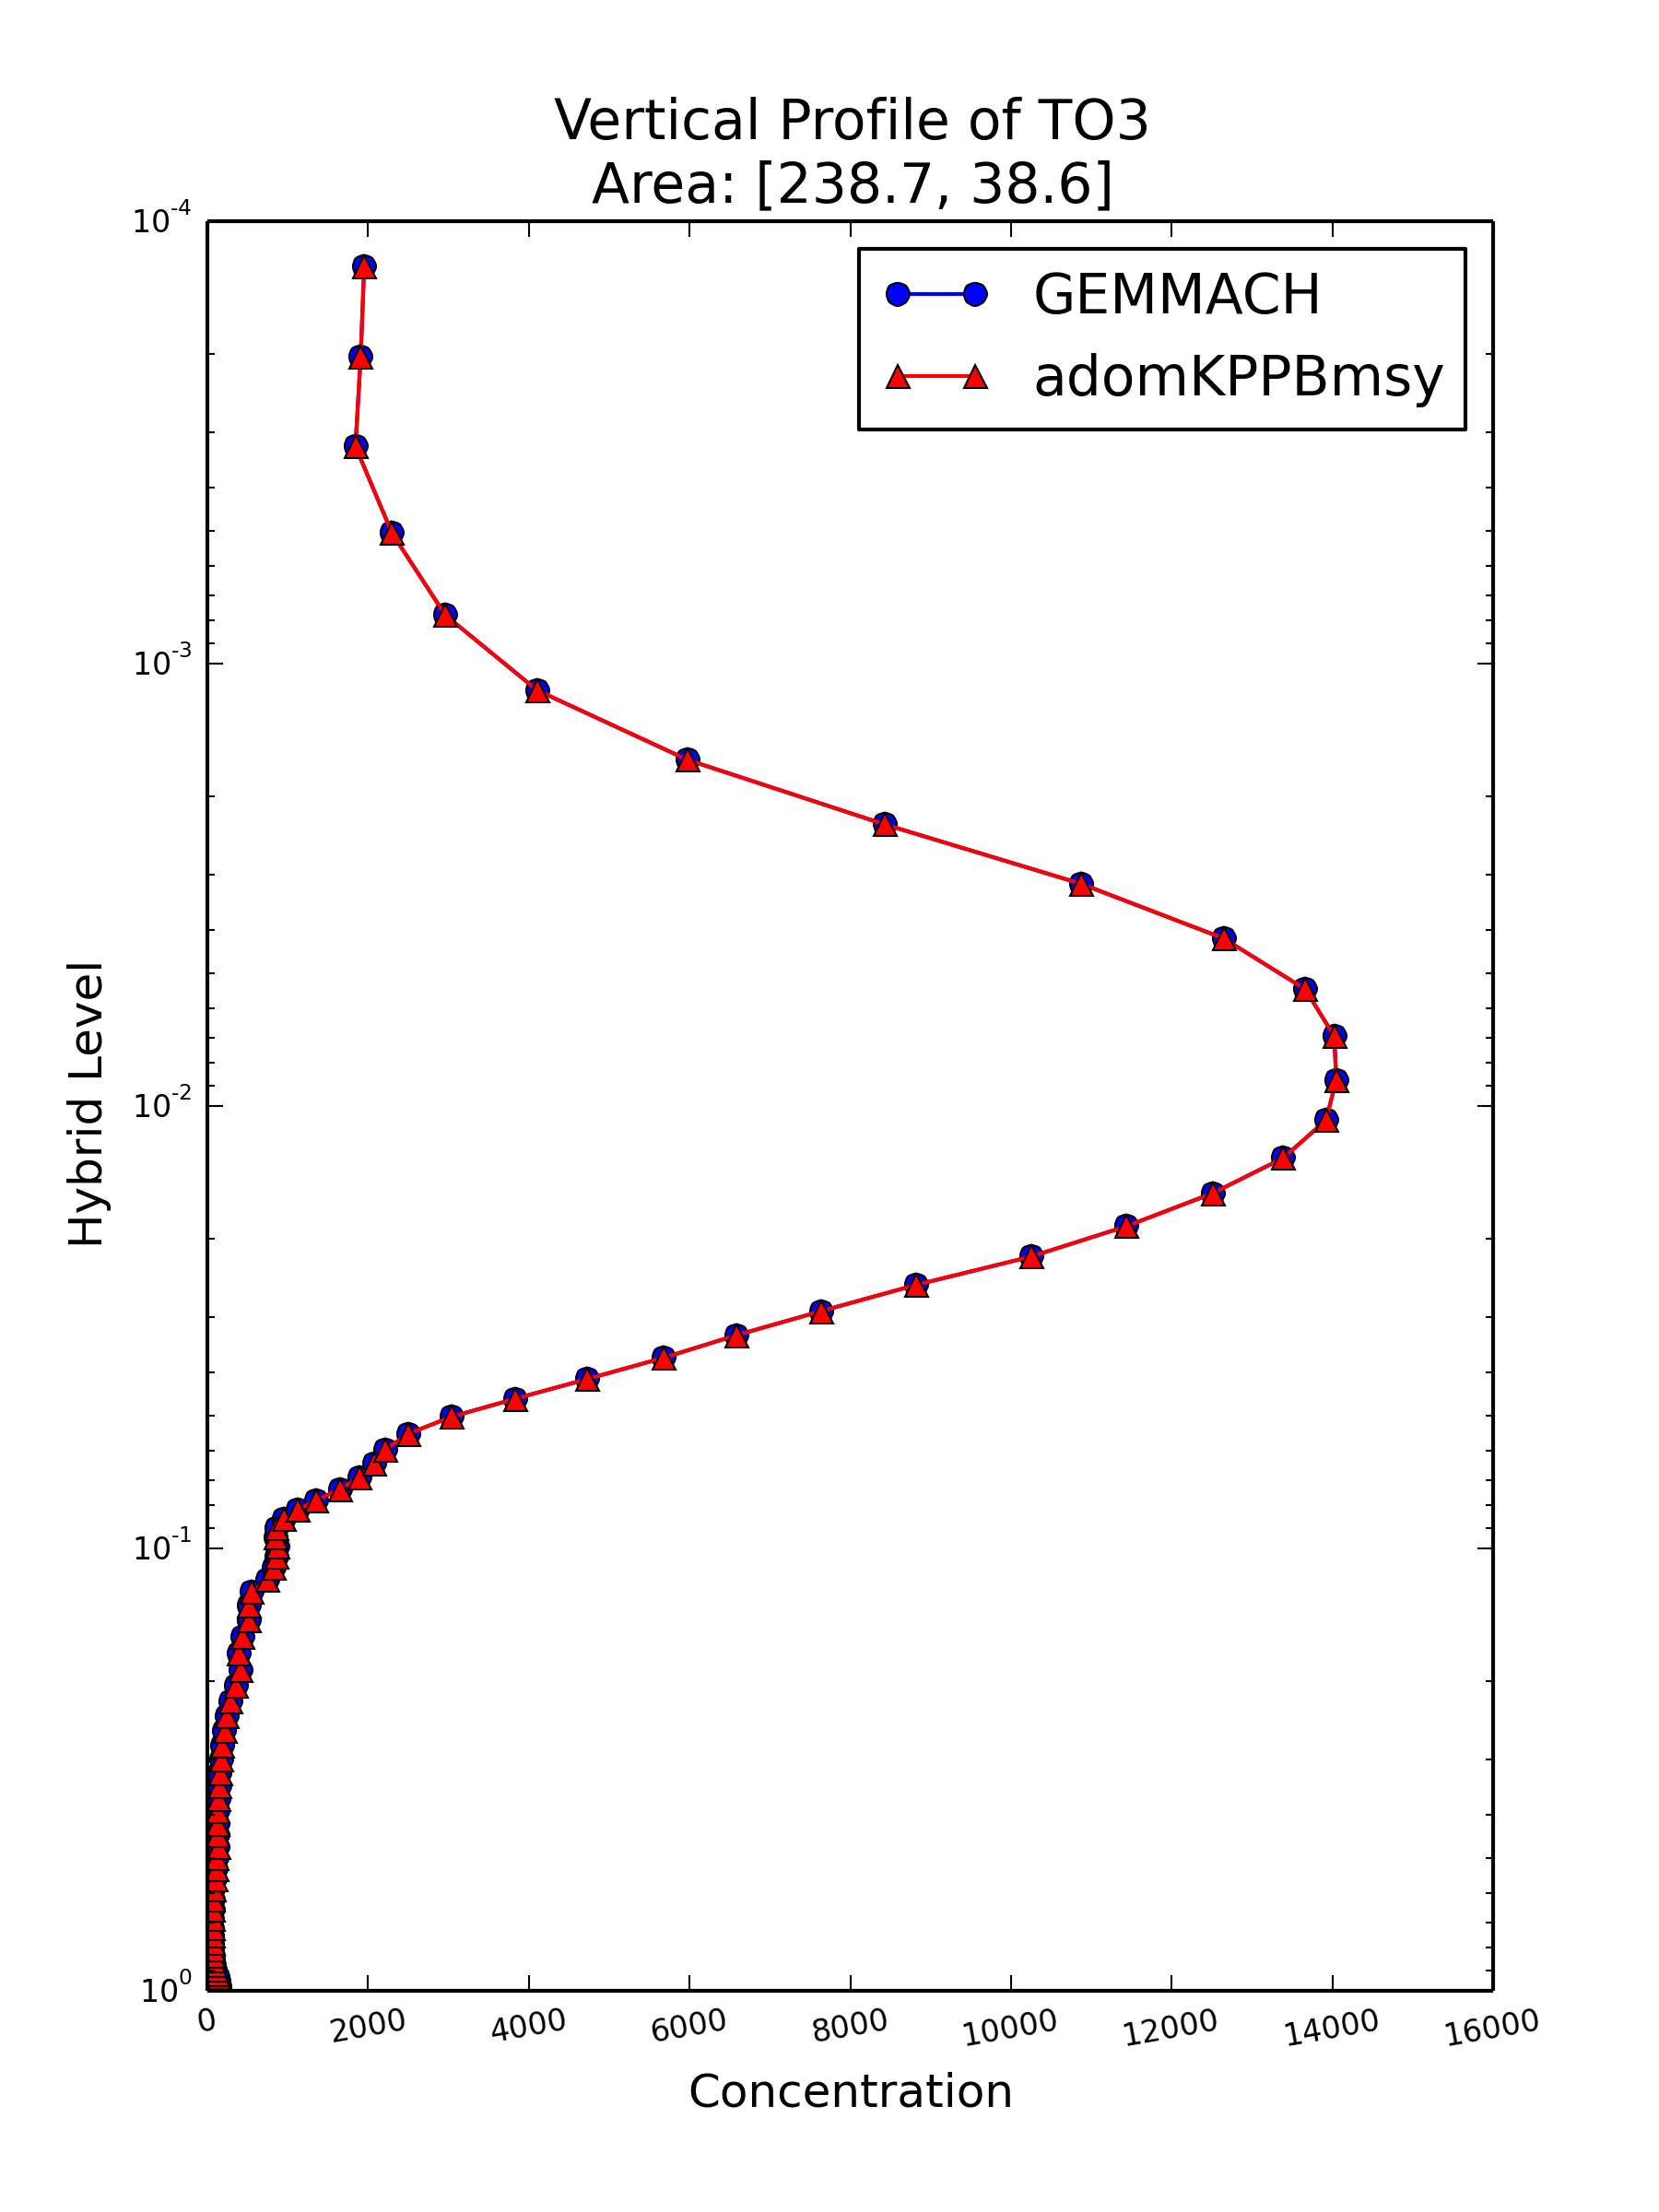 Vertical Profile of TO3
Area: [238.7, 38.6]
GEMMACH
adomKPPBmsy
Hybrid Level
10^-4
10^-3
10^-2
10^-1
10^0
0 2000 4000 6000 8000 10000 12000 14000 16000
Concentration